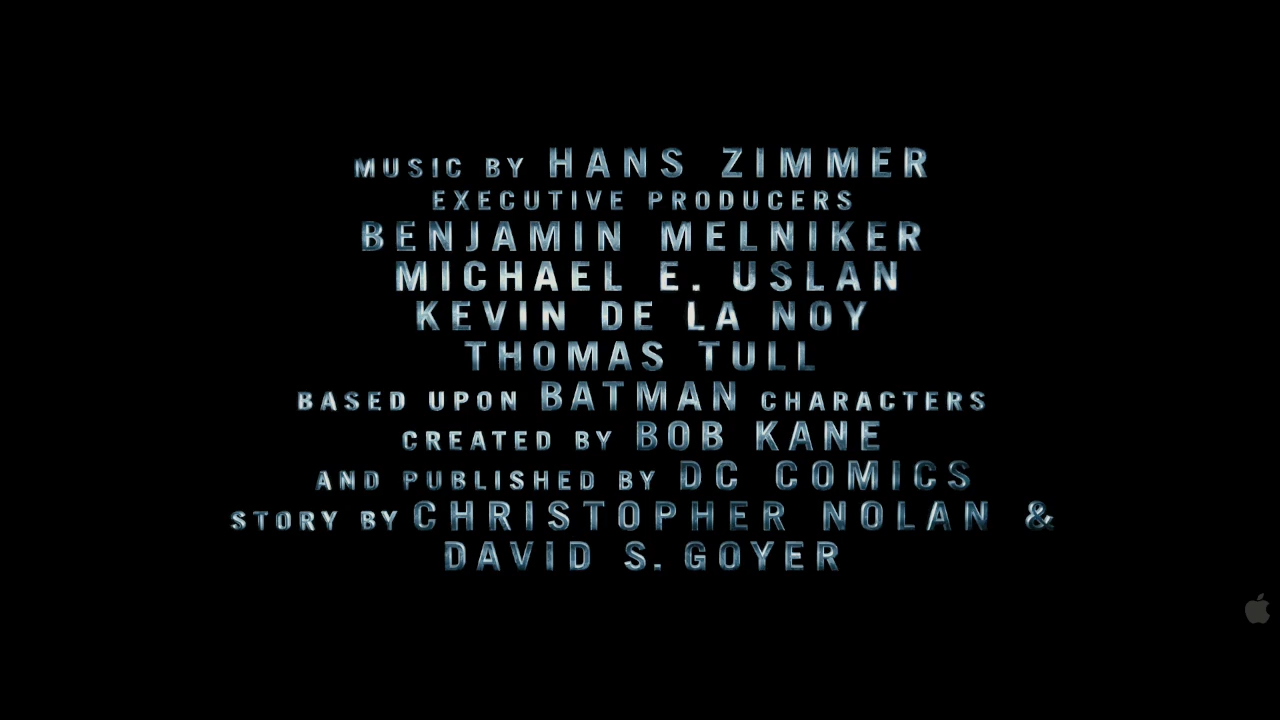 MUSIC BY HANS ZIMMER
EXECUTIVE PRODUCERS
BENJAMIN MELNIKER
MICHAEL E. USLAN
KEVIN DE LA NOY
THOMAS TULL
BASED UPON BATMAN CHARACTERS
CREATED BY BOB KANE
AND PUBLISHED BY DC COMICS
STORY BY CHRISTOPHER NOLAN &
DAVID S. GOYER